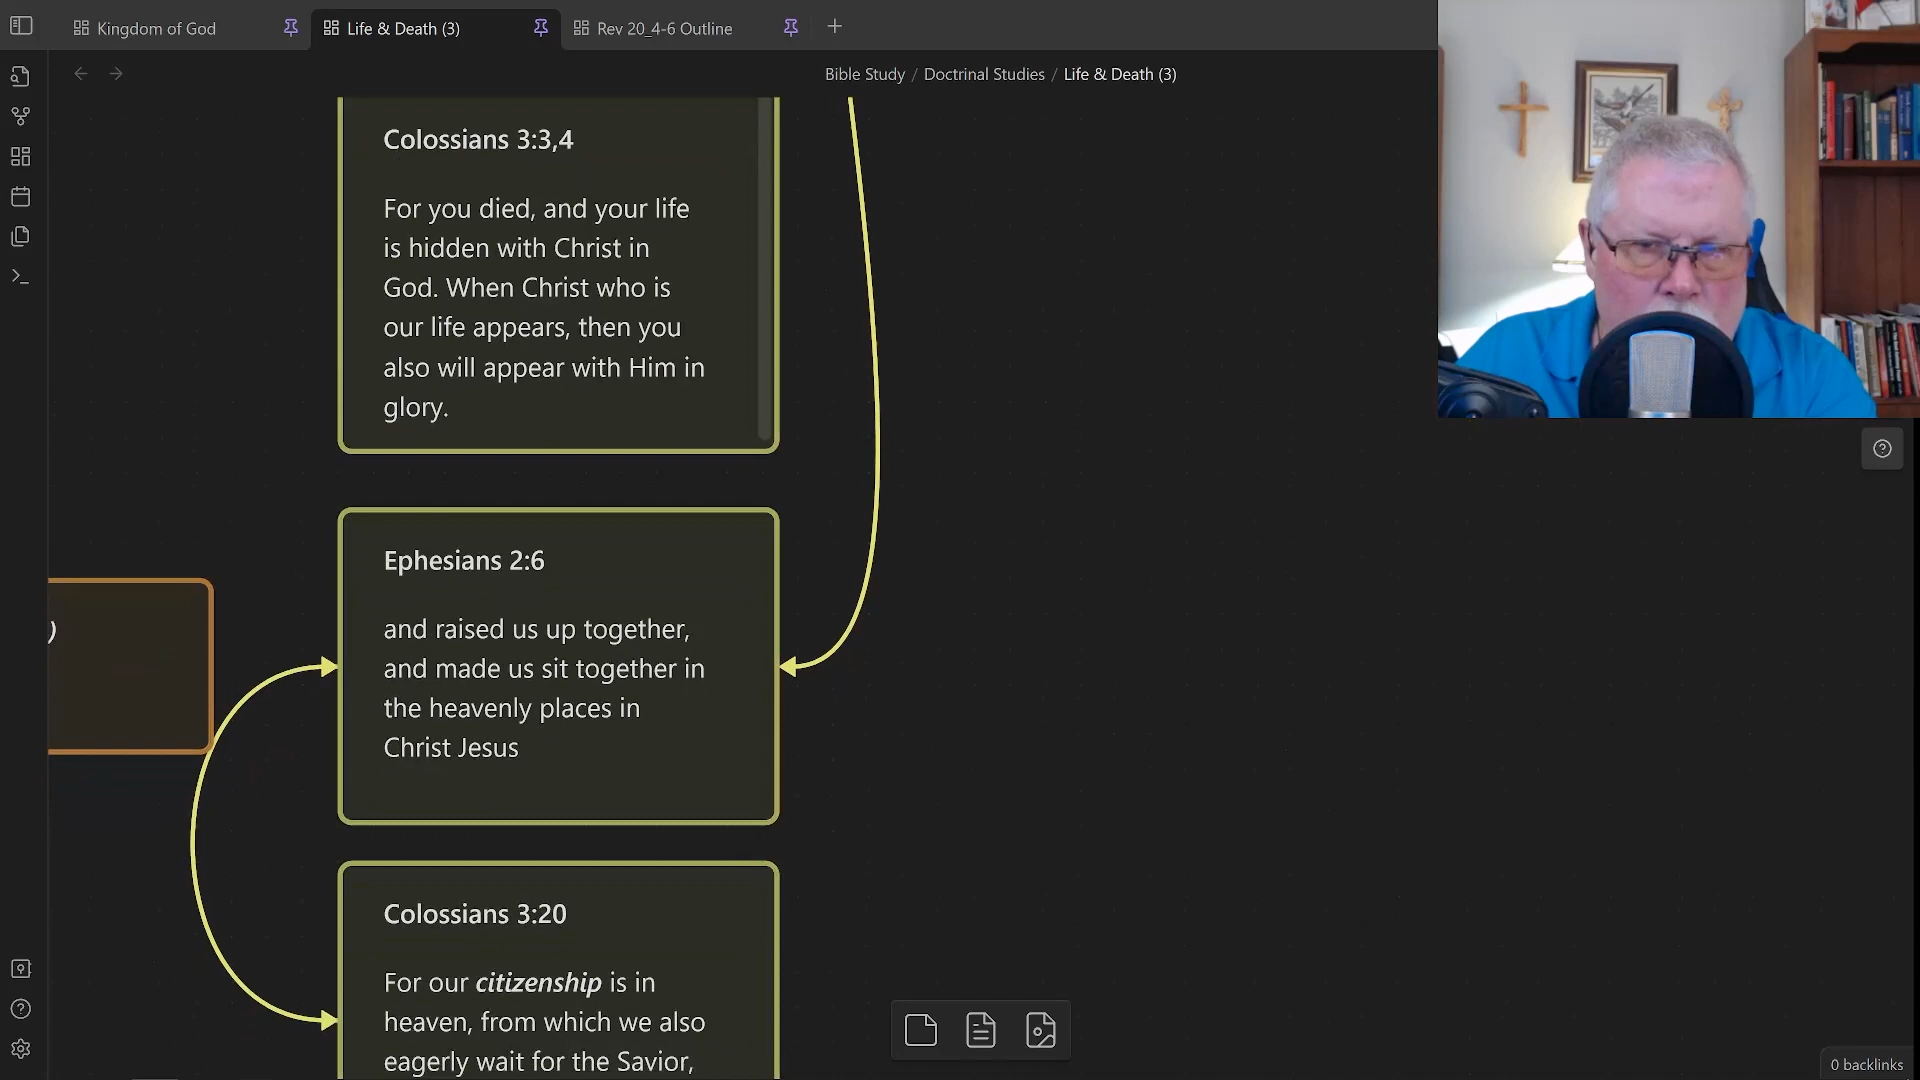 Kingdom of God
Life & Death (3)
Rev 20_4-6 Outline
Bible Study / Doctrinal Studies / Life & Death (3)
Colossians 3:3,4
For you died, and your life
is hidden with Christ in
God. When Christ who is
our life appears, then you
also will appear with Him in
glory.
)
Ephesians 2:6
and raised us up together,
and made us sit together in
the heavenly places in
Christ Jesus
Colossians 3:20
For our citizenship is in
heaven, from which we also
eagerly wait for the Savior,
0 backlinks